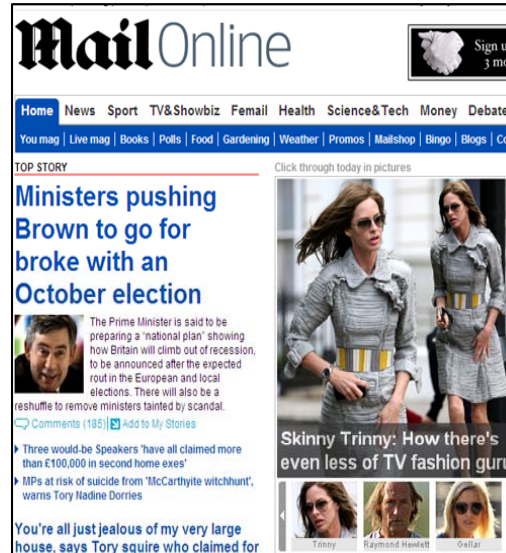 Mail Online
Sign u
3 mo
Home News Sport TV&Showbiz Femail Health Science&Tech Money Debate
You mag | Live mag | Books | Polls | Food | Gardening | Weather | Promos | Mailshop | Bingo | Blogs | Co
TOP STORY
Ministers pushing
Brown to go for
broke with an
October election
The Prime Minister is said to be
preparing a 'national plan' showing
how Britain will climb out of recession,
to be announced after the expected
rout in the European and local
elections. There will also be a
reshuffle to remove ministers tainted by scandal.
Comments (185) | Add to My Stories
Three would-be Speakers 'have all claimed more
than £100,000 in second home exes'
MPs at risk of suicide from 'McCarthyite witchhunt',
warns Tory Nadine Dorries
You're all just jealous of my very large
house, says Tory squire who claimed for
Click through today in pictures
Skinny Trinny: How there's
even less of TV fashion guru
Trinny Raymond Hewlett Gellar